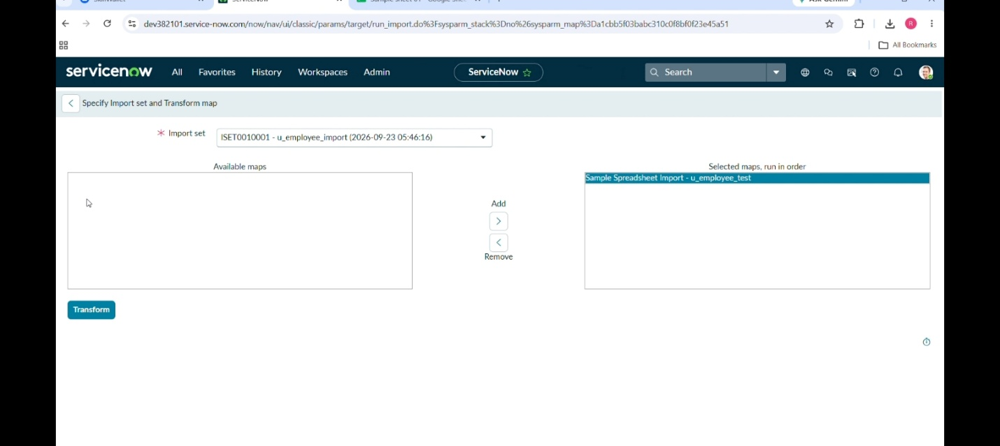 dev382101.service-now.com/now/nav/ui/classic/params/target/run_import.do%3Fsysparm_stack%3Dno%26sysparm_map%3Da1cbb5f03babc310c0f8bf0f23e45a51
All Bookmarks
servicenow All Favorites History Workspaces Admin ServiceNow Search
Specify Import set and Transform map
Import set ISET0010001 - u_employee_import (2026-09-23 05:46:16)
Available maps Selected maps, run in order
Sample Spreadsheet Import - u_employee_test
Add
Remove
Transform